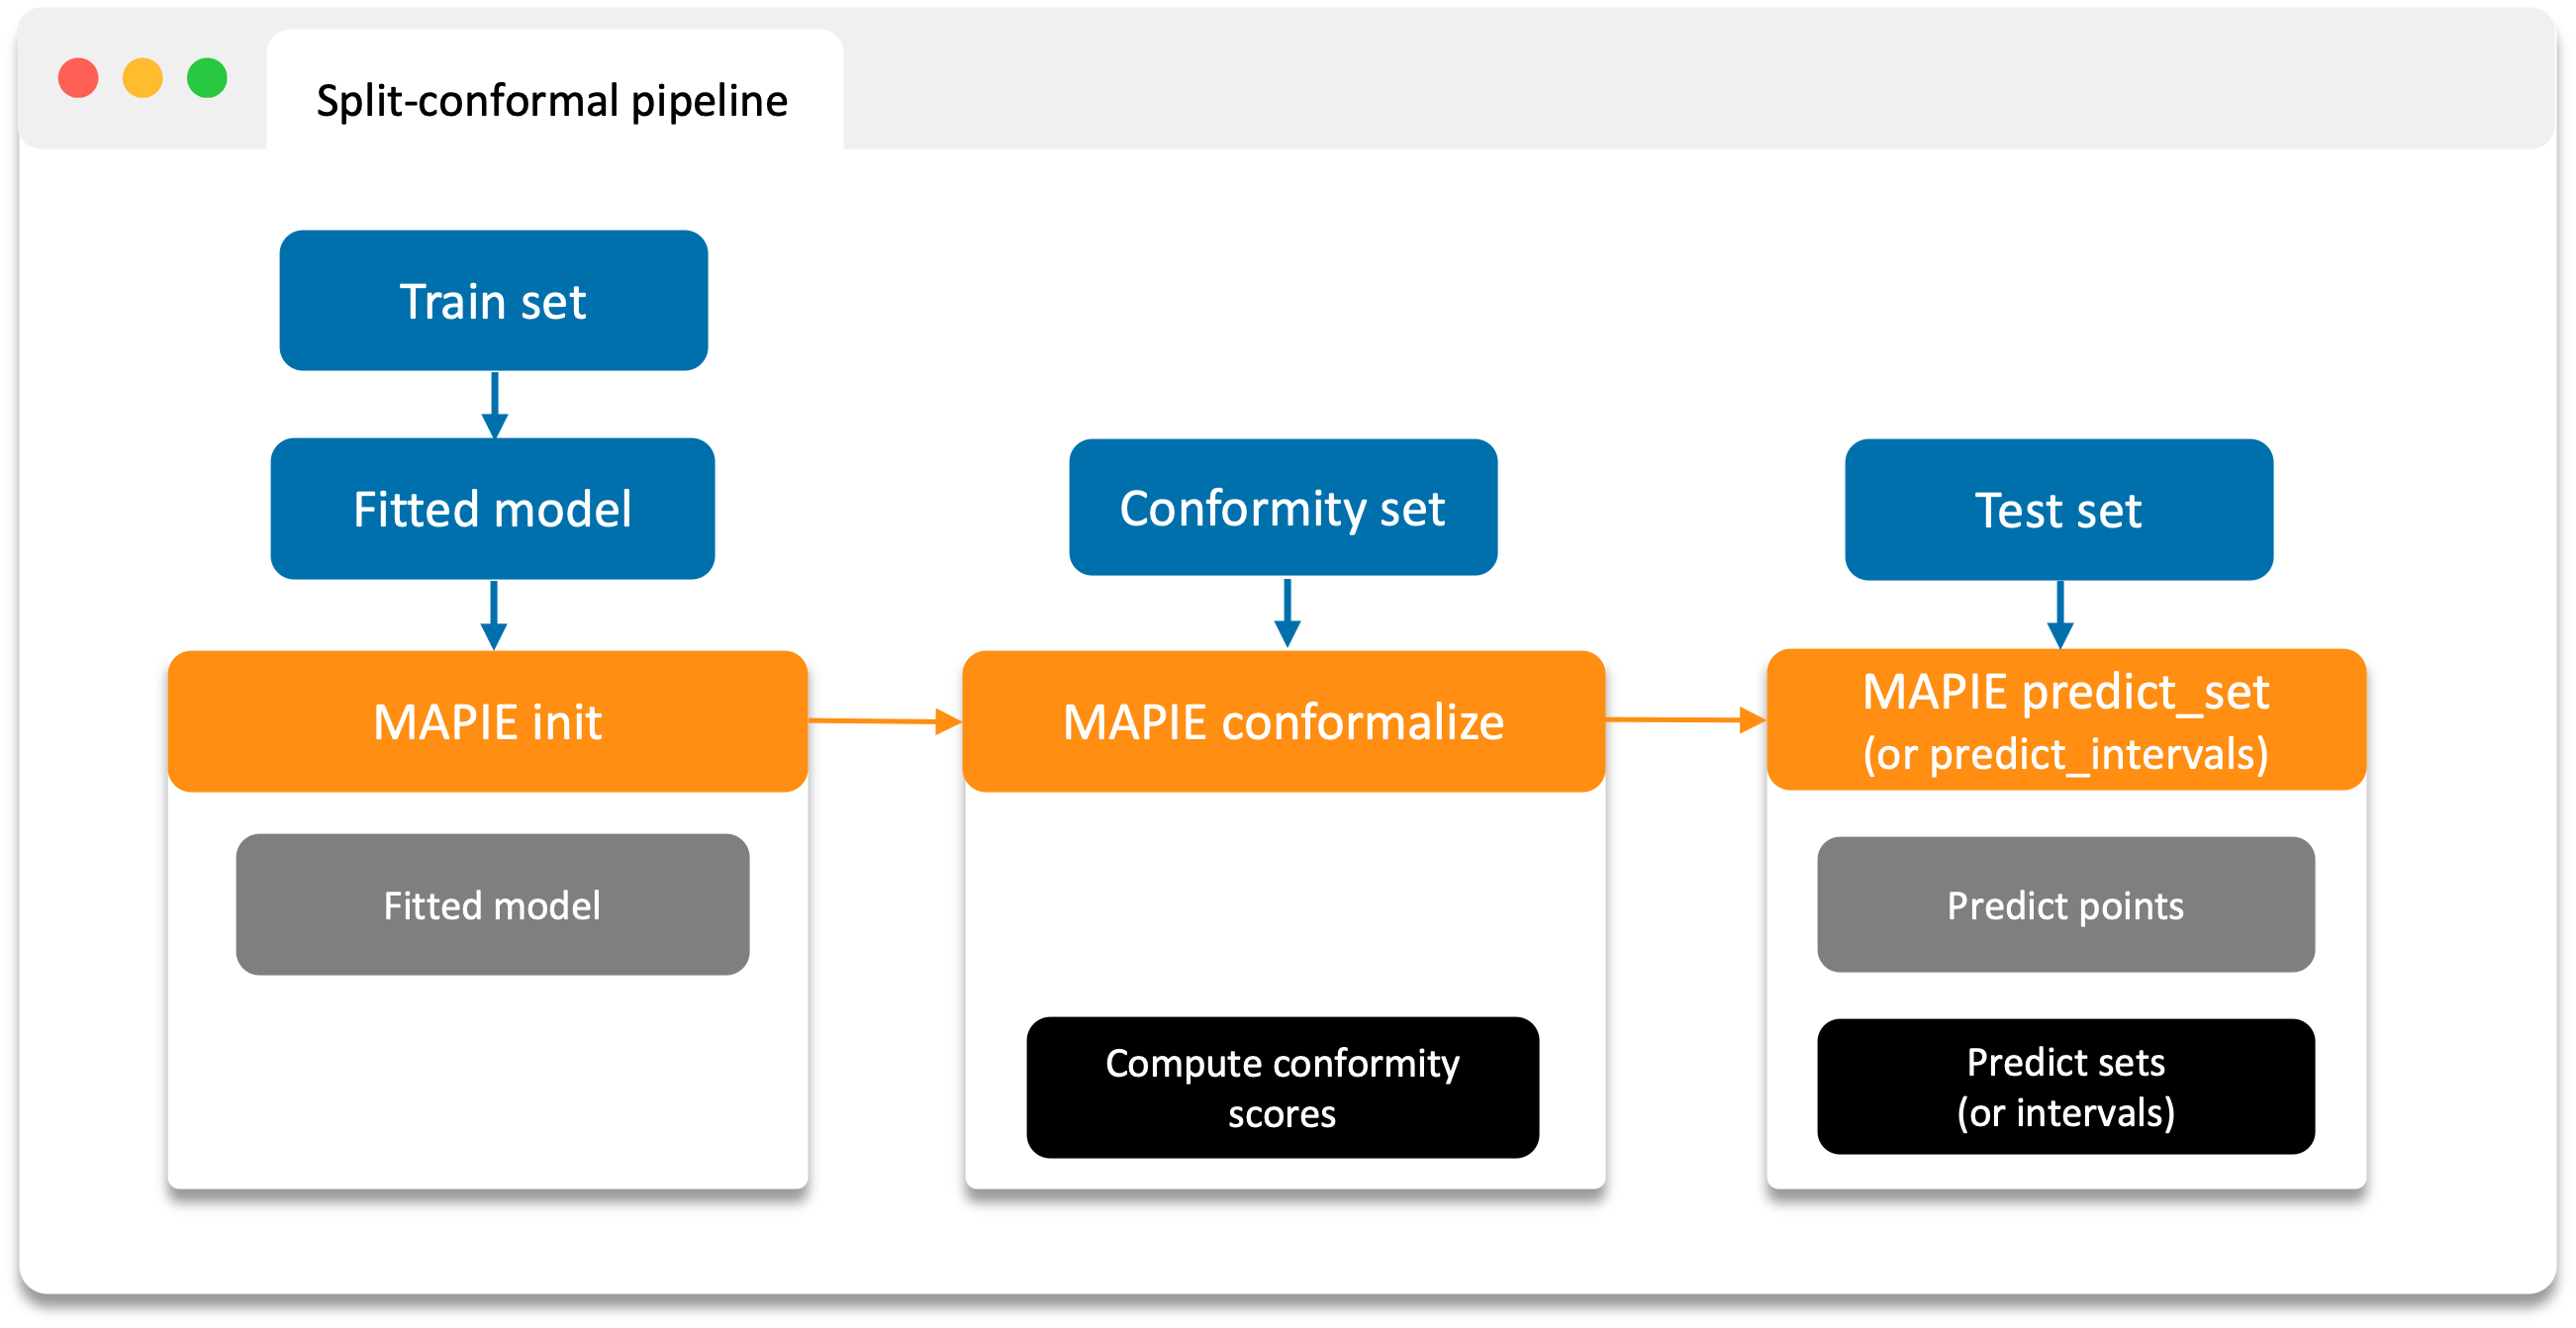 Split-conformal pipeline
Train set
Fitted model
Conformity set
Test set
MAPIE init
MAPIE conformalize
MAPIE predict_set
(or predict_intervals)
Fitted model
Predict points
Compute conformity
scores
Predict sets
(or intervals)